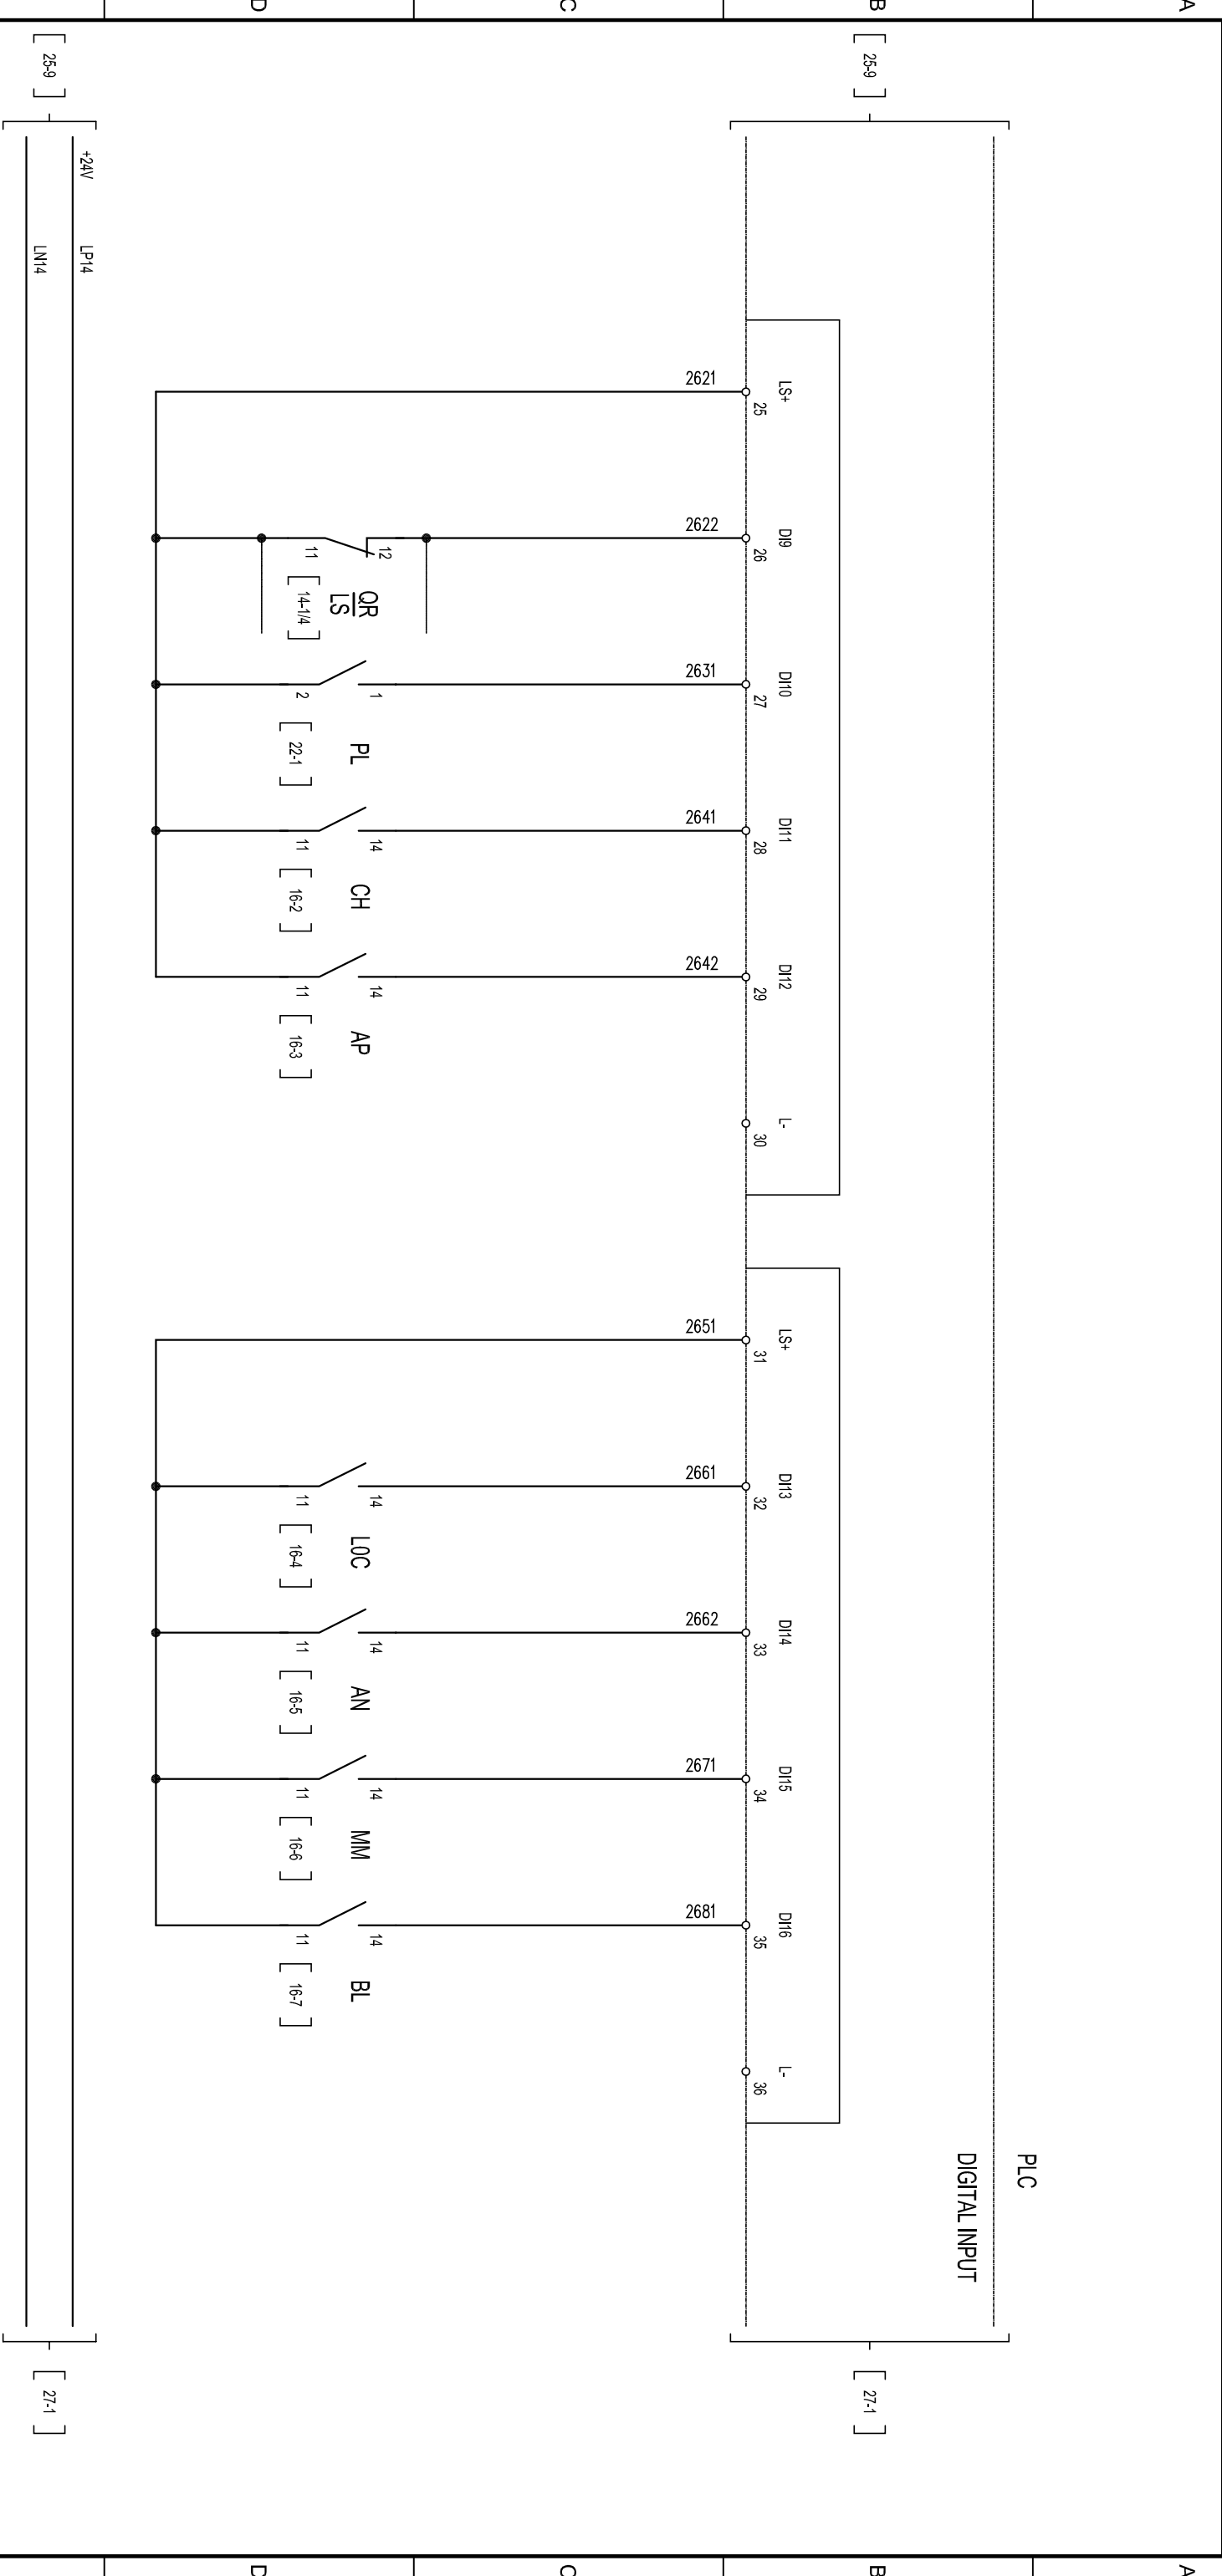 A
B
C
D
[ 25-9 ]
[ 25-9 ]
PLC
DIGITAL INPUT
[ 27-1 ]
LS+
DI9
DI10
DI11
DI12
L-
LS+
DI13
DI14
DI15
DI16
L-
25
26
27
28
29
30
31
32
33
34
35
36
2621
2622
2631
2641
2642
2651
2661
2662
2671
2681
12
11
QR
LS
[ 14-1/4 ]
1
2
PL
[ 22-1 ]
14
11
CH
[ 16-2 ]
14
11
AP
[ 16-3 ]
14
11
LOC
[ 16-4 ]
14
11
AN
[ 16-5 ]
14
11
MM
[ 16-6 ]
14
11
BL
[ 16-7 ]
+24V
LP14
LN14
[ 27-1 ]
A
B
C
D